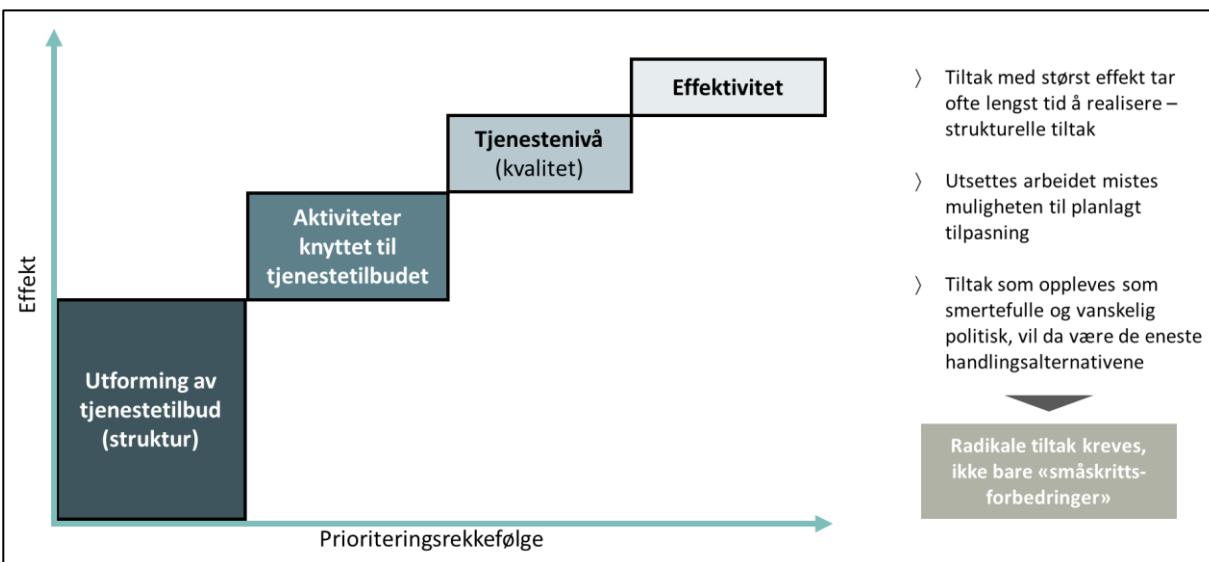 Effektivitet
Tjenestenivå
(kvalitet)
Aktiviteter
knyttet til
tjenestetilbudet
Utforming av
tjenestetilbud
(struktur)
Effekt
Prioriteringsrekkefølge
〉 Tiltak med størst effekt tar
ofte lengst tid å realisere –
strukturelle tiltak
〉 Utsettes arbeidet mistes
muligheten til planlagt
tilpasning
〉 Tiltak som oppleves som
smertefulle og vanskelig
politisk, vil da være de eneste
handlingsalternativene
Radikale tiltak kreves,
ikke bare «småskritts-
forbedringer»